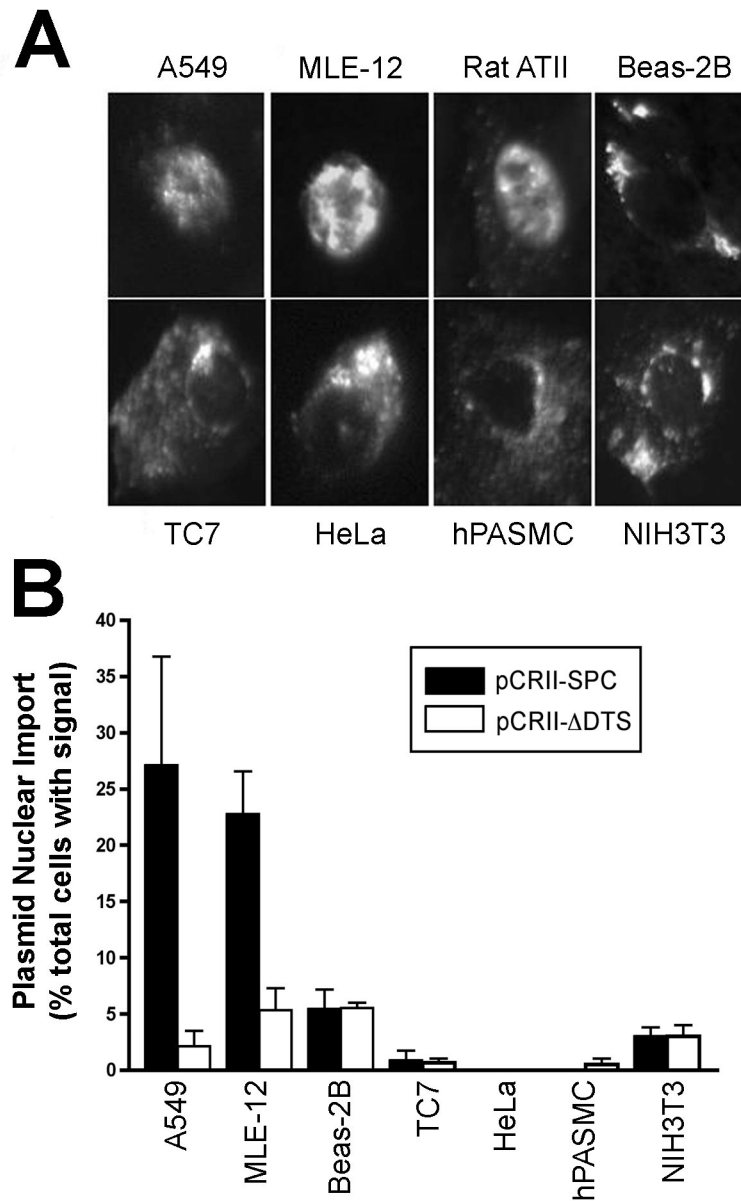 A
A549 MLE-12 Rat ATII Beas-2B
TC7 HeLa hPASMC NIH3T3
B
Plasmid Nuclear Import
(% total cells with signal)
40
35
30
25
20
15
10
5
0
pCRII-SPC
pCRII-ΔDTS
A549
MLE-12
Beas-2B
TC7
HeLa
hPASMC
NIH3T3